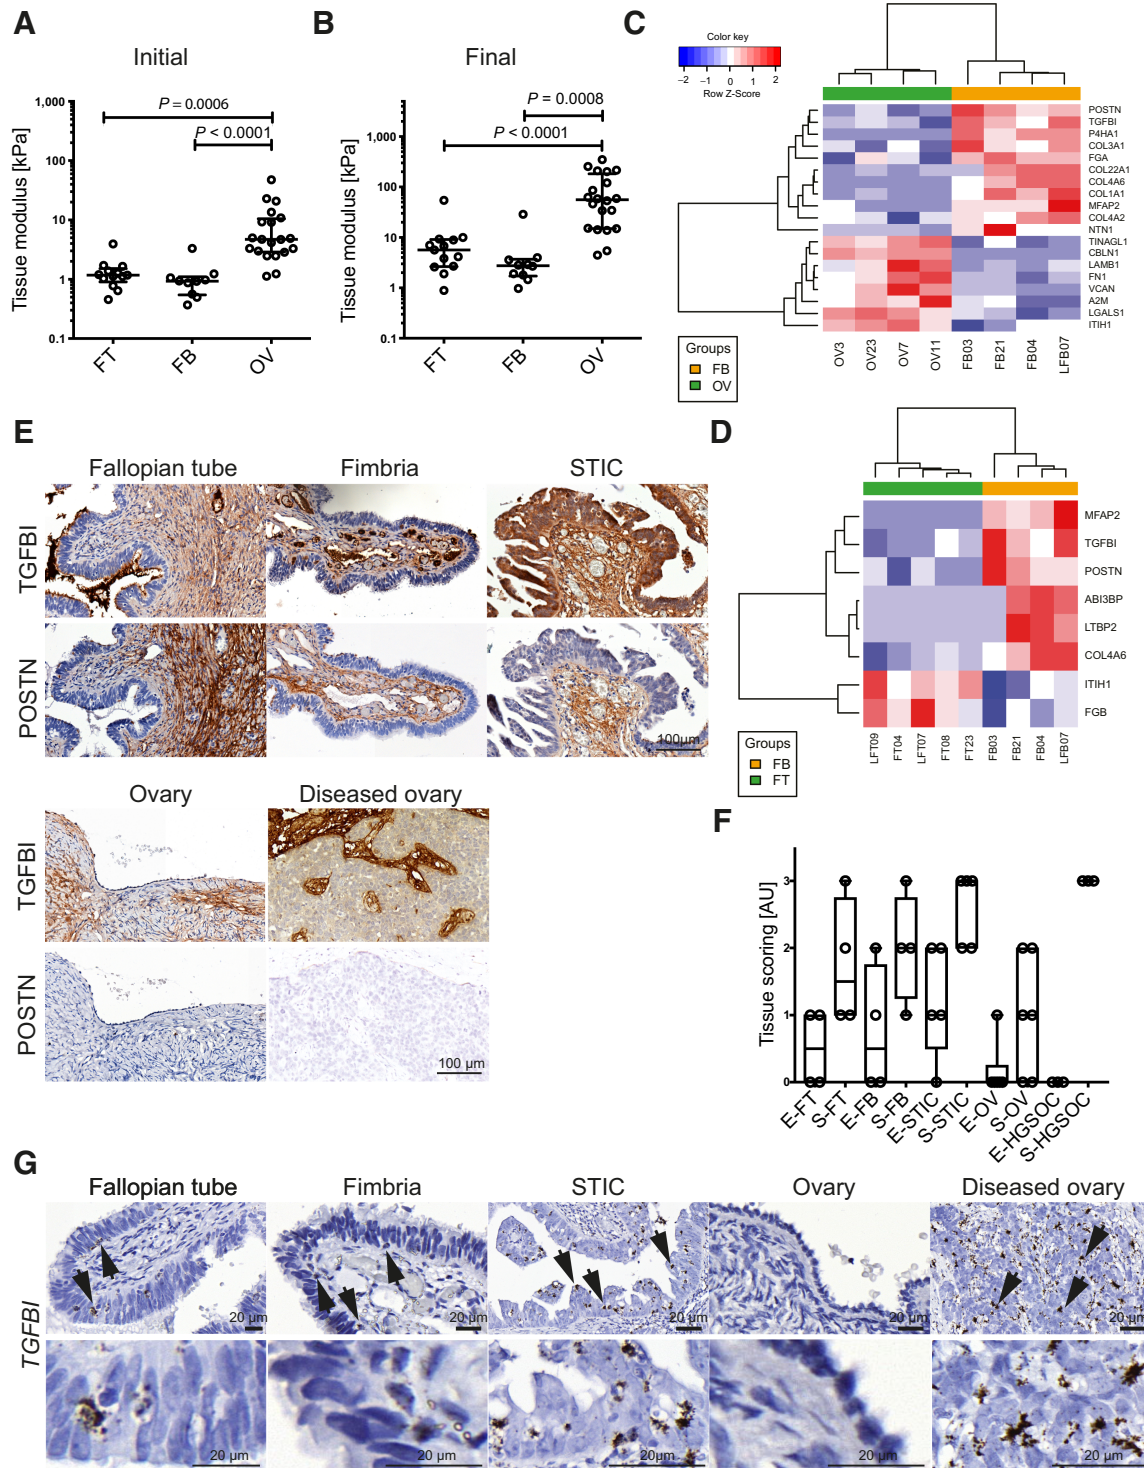 A
Initial
Tissue modulus [kPa]
1,000
100
10
1
0.1
P = 0.0006
P < 0.0001
FT
FB
OV
B
Final
Tissue modulus [kPa]
1,000
100
10
1
0.1
P = 0.0008
P < 0.0001
FT
FB
OV
C
Color key
−2 −1 0 1 2
Row Z-Score
POSTN
TGFBI
P4HA1
COL3A1
FGA
COL22A1
COL4A6
COL1A1
MFAP2
COL4A2
NTN1
TINAGL1
CBLN1
LAMB1
FN1
VCAN
A2M
LGALS1
ITIH1
OV3
OV23
OV7
OV11
FB03
FB21
FB04
LFB07
Groups
FB
OV
E
Fallopian tube
Fimbria
STIC
TGFBI
POSTN
100µm
Ovary
Diseased ovary
TGFBI
POSTN
100 µm
D
MFAP2
TGFBI
POSTN
ABI3BP
LTBP2
COL4A6
ITIH1
FGB
LFT09
FT04
LFT07
FT08
FT23
FB03
FB21
FB04
LFB07
Groups
FB
FT
F
Tissue scoring [AU]
3
2
1
0
E-FT
S-FT
E-FB
S-FB
E-STIC
S-STIC
E-OV
S-OV
E-HGSOC
S-HGSOC
G
Fallopian tube
Fimbria
STIC
Ovary
Diseased ovary
TGFBI
20 µm
20 µm
20 µm
20 µm
20 µm
20 µm
20 µm
20µm
20 µm
20 µm